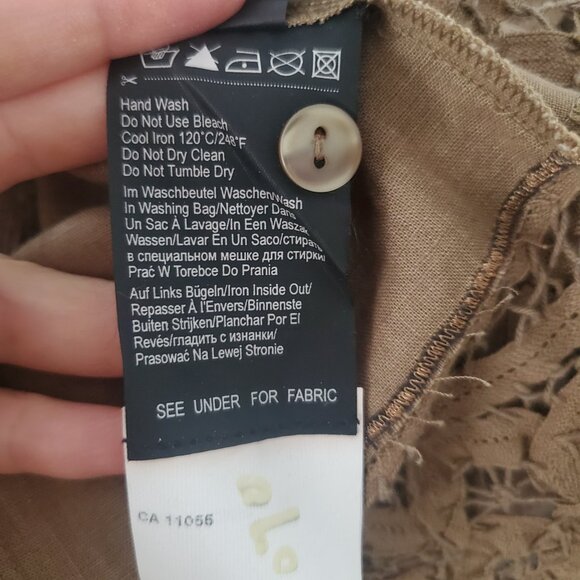 Hand Wash
Do Not Use Bleach
Cool Iron 120°C/248°F
Do Not Dry Clean
Do Not Tumble Dry
Im Waschbeutel Waschen/Wash
In Washing Bag/Nettoyer Dans
Un Sac À Lavage/In Een Waszak
Wassen/Lavar En Un Saco/стирать
в специальном мешке для стирки/
Prać W Torebce Do Prania
Auf Links Bügeln/Iron Inside Out/
Repasser À l'Envers/Binnenste
Buiten Strijken/Planchar Por El
Revés/гладить с изнанки/
Prasować Na Lewej Stronie
SEE UNDER FOR FABRIC
CA 11055